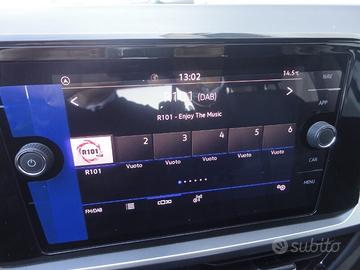 13:02
14.5°C
NAV
R101 (DAB)
APP
R101 - Enjoy The Music
2 3 4 5 6
R101
R101 Vuoto Vuoto Vuoto Vuoto Vuoto
CAR
MENU
FM/DAB
subito